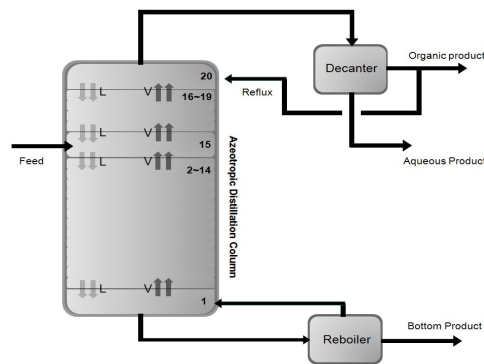 20
L V
16~19
Decanter
Organic product
Reflux
L V
15
Feed
L V
2~14
Aqueous Product
Azeotropic Distillation Column
L V
1
Reboiler
Bottom Product